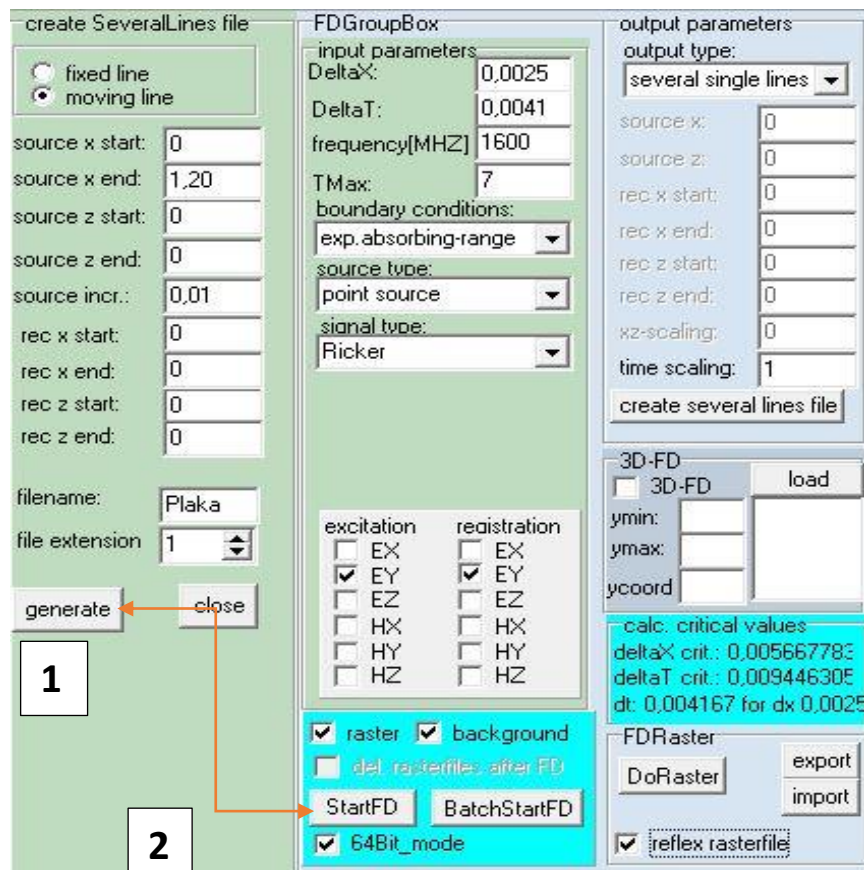 create SeveralLines file
fixed line
moving line
source x start: 0
source x end: 1,20
source z start: 0
source z end: 0
source incr.: 0,01
rec x start: 0
rec x end: 0
rec z start: 0
rec z end: 0
filename: Plaka
file extension 1
generate close
1
FDGroupBox
input parameters
DeltaX: 0,0025
DeltaT: 0,0041
frequency[MHZ] 1600
TMax: 7
boundary conditions:
exp.absorbing-range
source type:
point source
signal type:
Ricker
excitation registration
EX EX
EY EY
EZ EZ
HX HX
HY HY
HZ HZ
raster background
del. rasterfiles after FD
StartFD BatchStartFD
64Bit_mode
2
output parameters
output type:
several single lines
source x: 0
source z: 0
rec x start: 0
rec x end: 0
rec z start: 0
rec z end: 0
xz-scaling: 0
time scaling: 1
create several lines file
3D-FD
3D-FD load
ymin:
ymax:
ycoord
calc. critical values
deltaX crit.: 0,005667783
deltaT crit.: 0,009446305
dt: 0,004167 for dx 0,0025
FDRaster
DoRaster export
import
reflex rasterfile